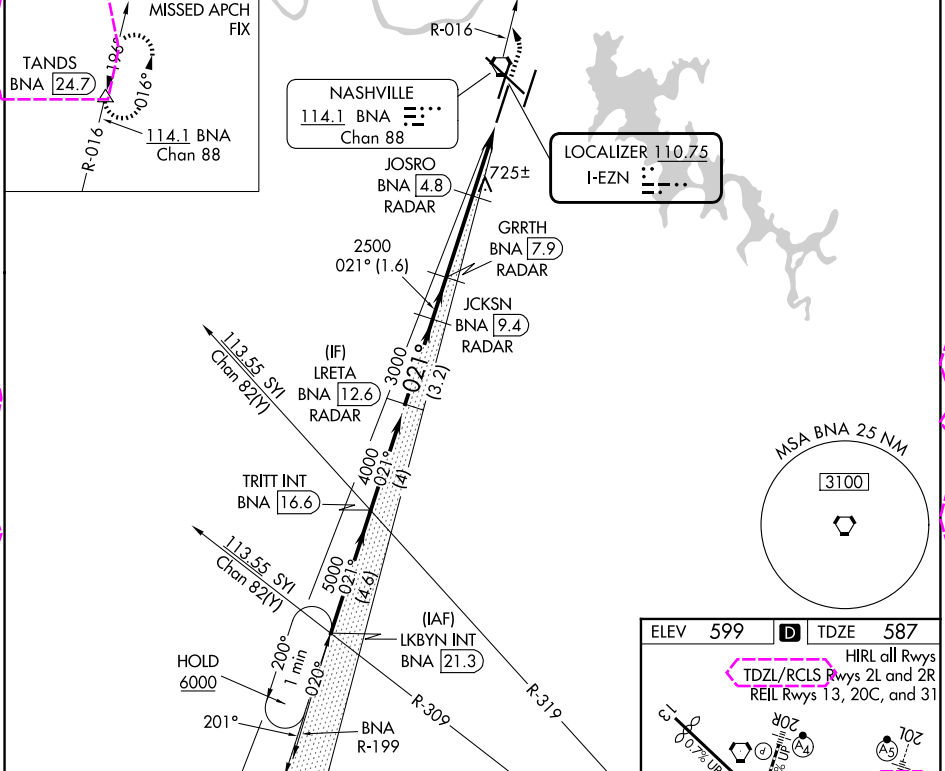 MISSED APCH
FIX
TANDS
BNA 24.7
196°
016°
R-016
114.1 BNA
Chan 88
R-016
NASHVILLE
114.1 BNA
Chan 88
LOCALIZER 110.75
I-EZN
725±
JOSRO
BNA 4.8
RADAR
GRRTH
BNA 7.9
RADAR
2500
021° (1.6)
JCKSN
BNA 9.4
RADAR
113.55 SYI
Chan 82(Y)
(IF)
LRETA
BNA 12.6
RADAR
3000
021°
(3.2)
MSA BNA 25 NM
3100
TRITT INT
BNA 16.6
4000
021°
(4)
113.55 SYI
Chan 82(Y)
5000
021°
(4.6)
(IAF)
LKBYN INT
BNA 21.3
HOLD
6000
200°
1 min
020°
201°
BNA
R-199
R-309
R-319
ELEV 599 D TDZE 587
HIRL all Rwys
TDZL/RCLS Rwys 2L and 2R
REIL Rwys 13, 20C, and 31
13
0.7% UP
20R
P
A4
% UP
A5
20L